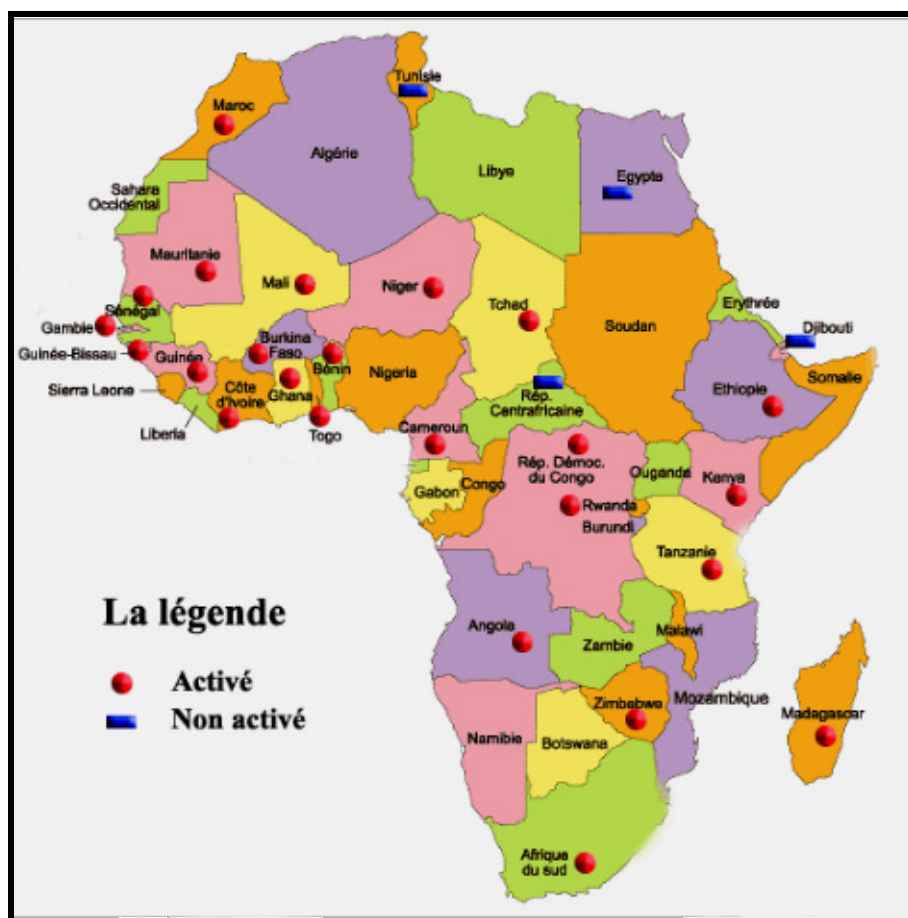 Tunisie
Maroc
Algérie
Libye
Egypte
Sahara
Occidental
Mauritanie
Mali
Niger
Tchad
Soudan
Erythrée
Djibouti
Sénégal
Gambie
Guinée-Bissau
Guinée
Burkina
Faso
Bénin
Nigeria
Ethiopie
Somalie
Sierra Leone
Côte
d'Ivoire
Ghana
Rép.
Centrafricaine
Liberia
Togo
Cameroun
Rép. Démoc.
du Congo
Ouganda
Kenya
Gabon
Congo
Rwanda
Burundi
Tanzanie
La légende
Angola
Zambie
Malawi
Activé
Non activé
Zimbabwe
Mozambique
Madagascar
Namibie
Botswana
Afrique
du sud